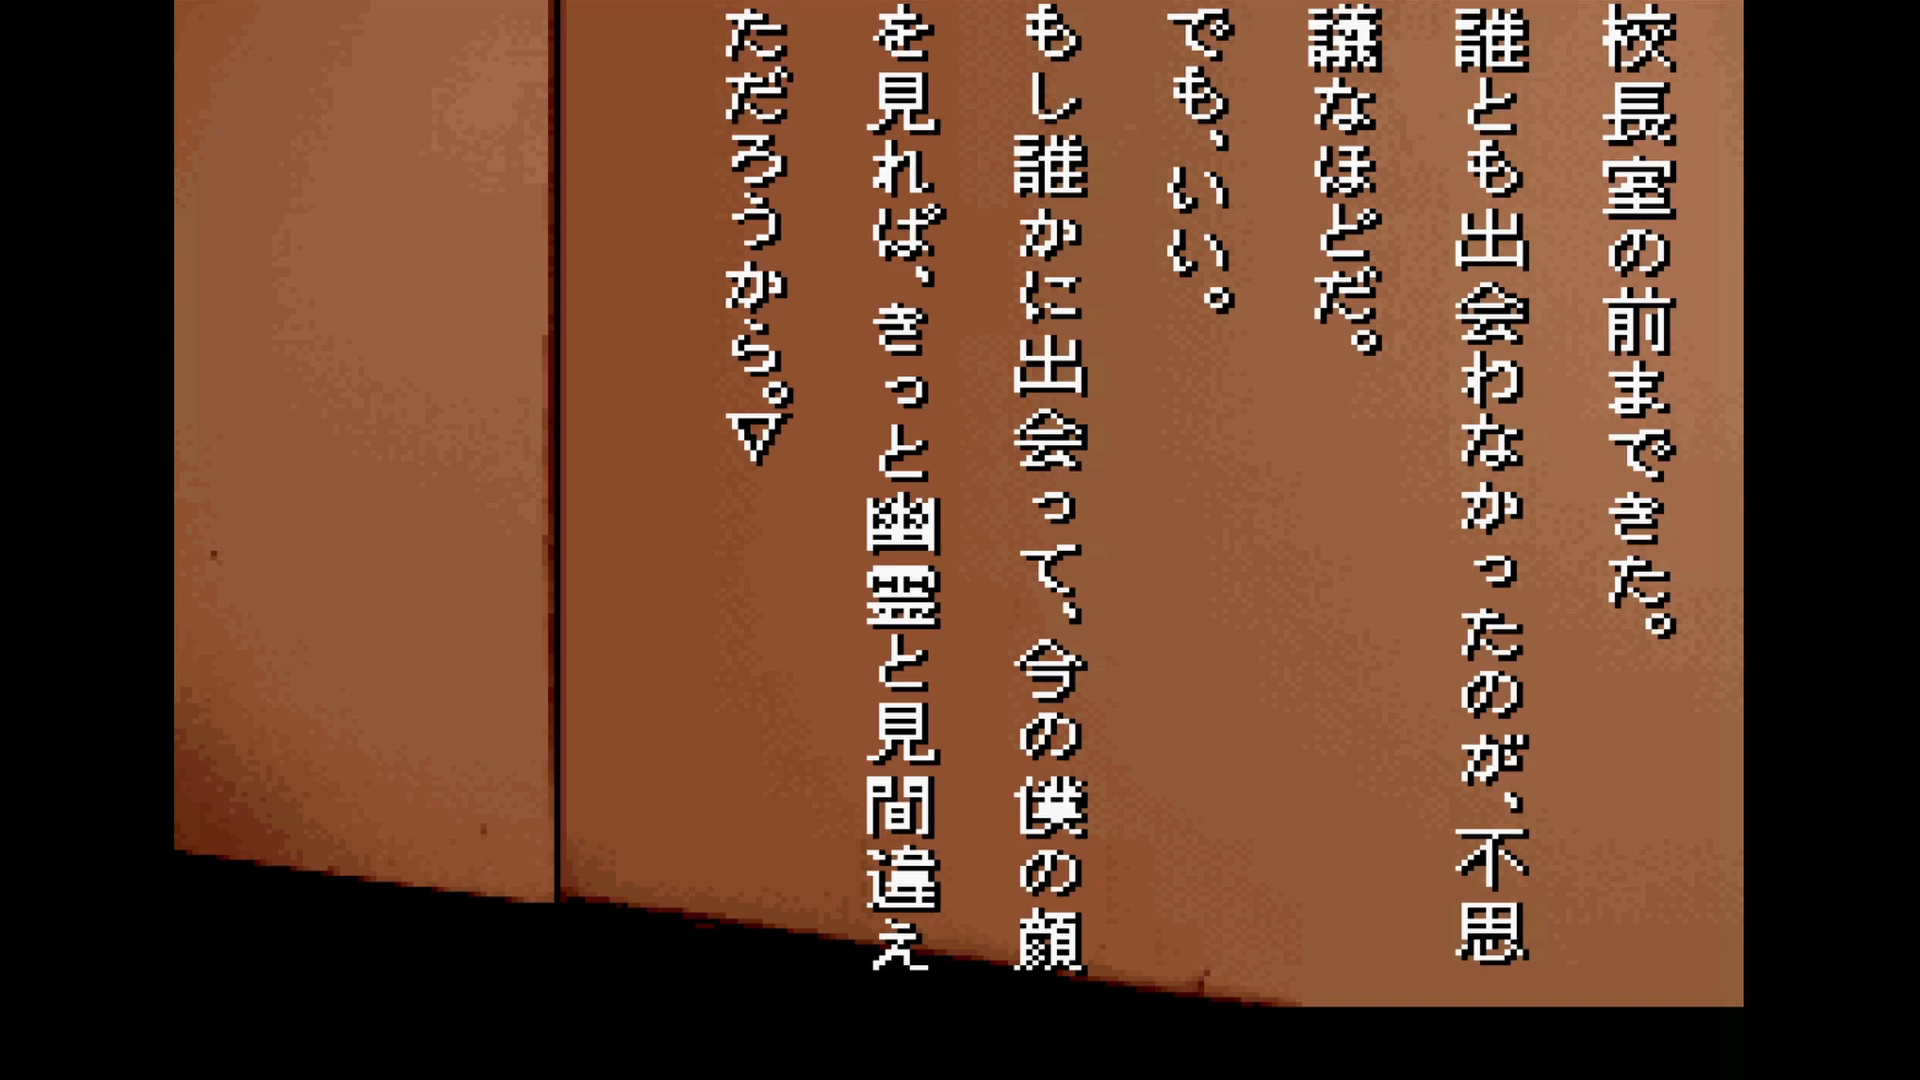 校長室の前まできた。
誰とも出会わなかったのが、不思
議なほどだ。
でも、いい。
もし誰かに出会って、今の僕の顔
を見れば、きっと幽霊と見間違え
ただろうから。▽